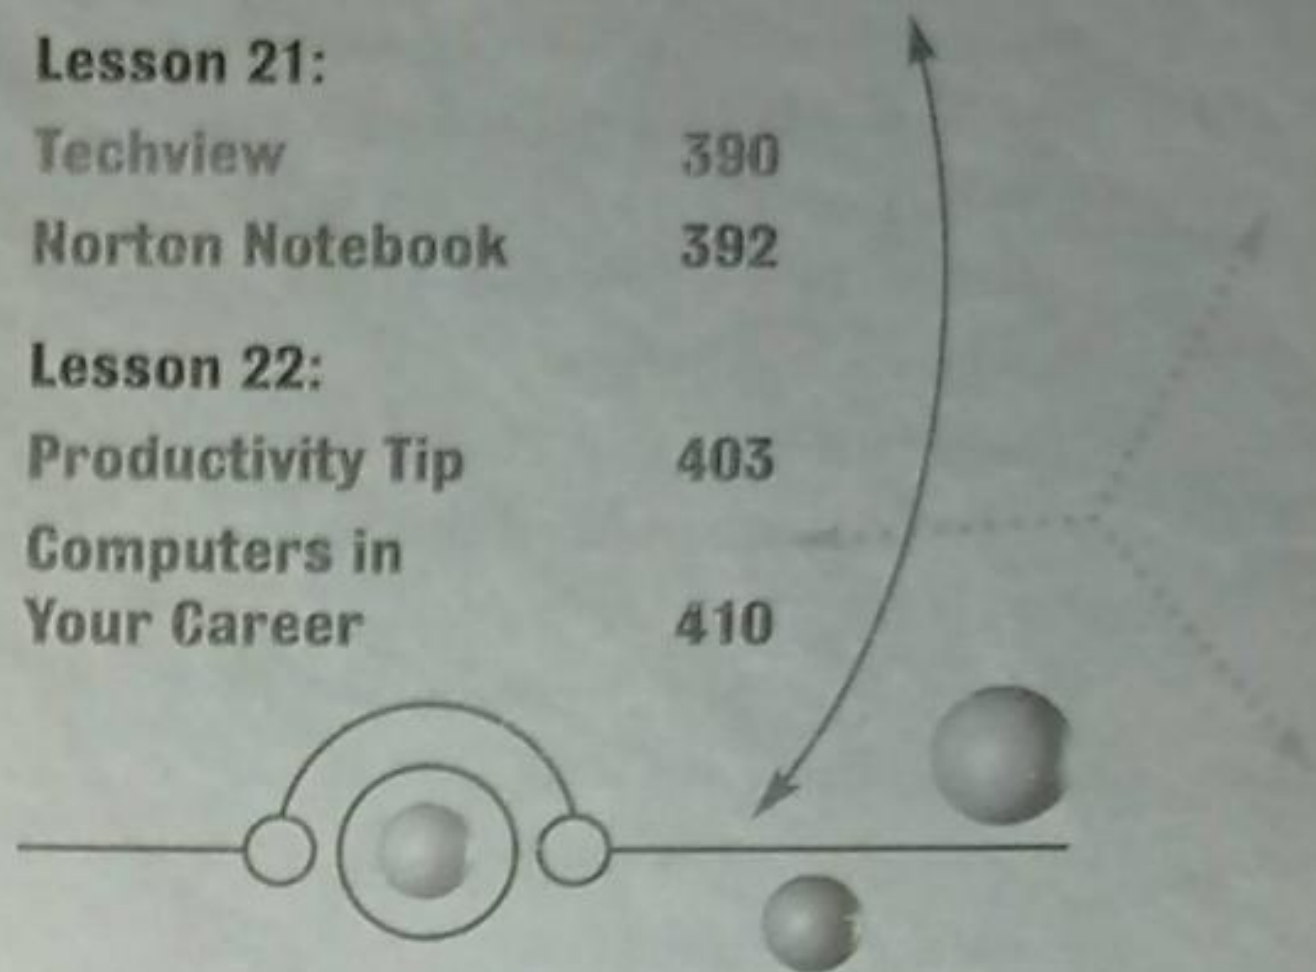 Lesson 21:
Techview 390
Norton Notebook 392
Lesson 22:
Productivity Tip 403
Computers in
Your Career 410